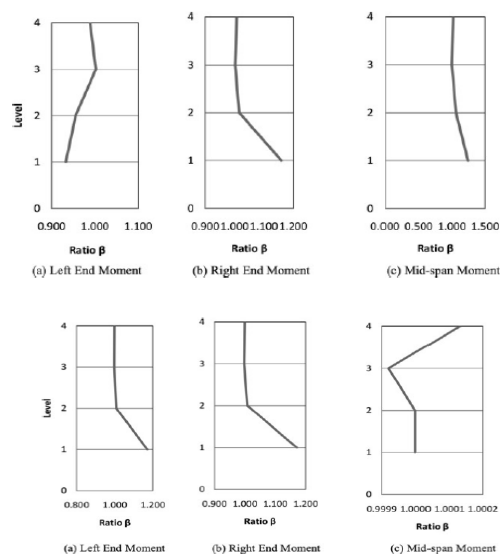 4
3
2
1
0
Level
0.900 1.000 1.100
Ratio β
(a) Left End Moment
4
3
2
1
0
0.900 1.000 1.100 1.200
Ratio β
(b) Right End Moment
4
3
2
1
0
0.000 0.500 1.000 1.500
Ratio β
(c) Mid-span Moment
4
3
2
1
0
Level
0.800 1.000 1.200
Ratio β
(a) Left End Moment
4
3
2
1
0
0.900 1.000 1.100 1.200
Ratio β
(b) Right End Moment
4
3
2
1
0
0.9999 1.0000 1.0001 1.0002
Ratio β
(c) Mid-span Moment